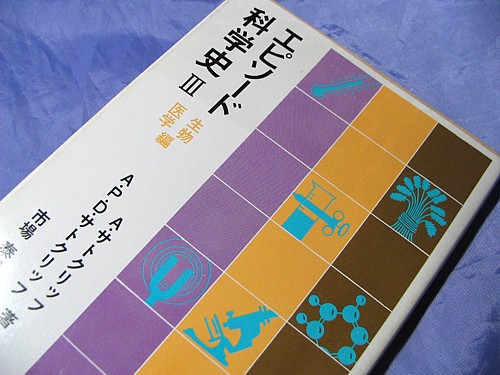 エピソード
科学史 III
生物
医学 編
A・サトクリッフ
A・P・D・サトクリッフ 著
市場 泰